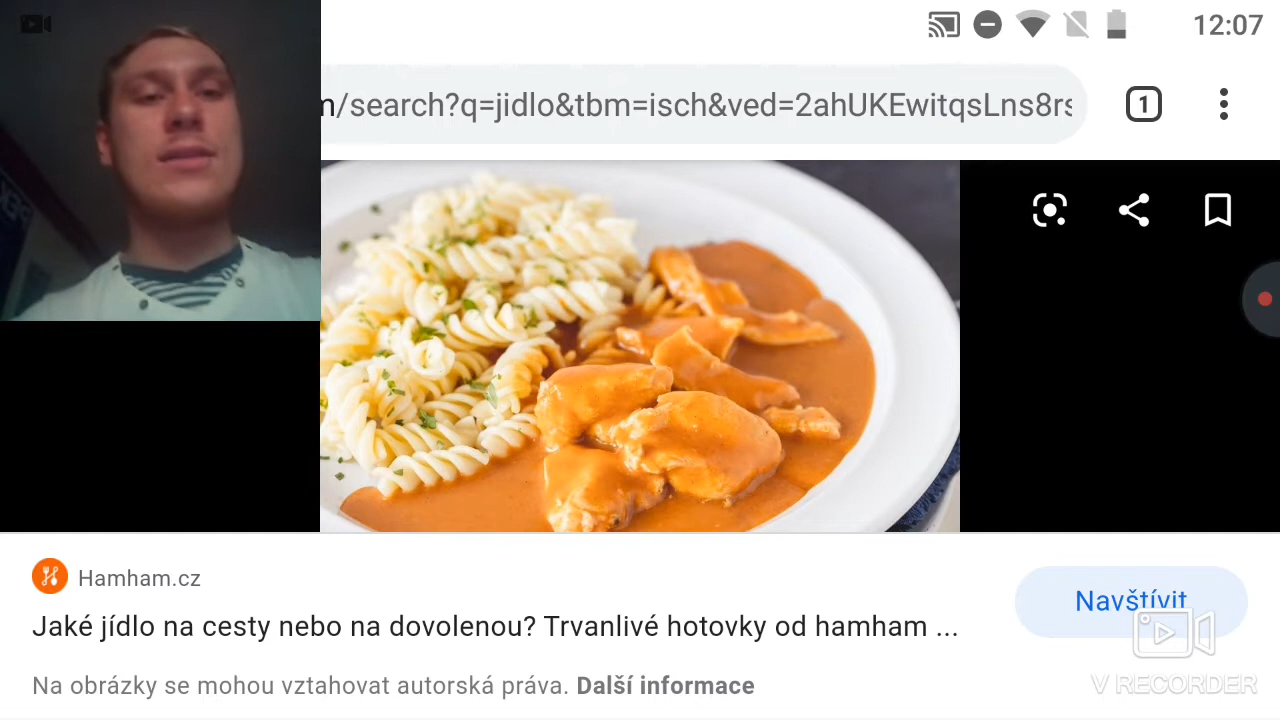 12:07
m/search?q=jidlo&tbm=isch&ved=2ahUKEwitqsLns8rs
1
Hamham.cz
Jaké jídlo na cesty nebo na dovolenou? Trvanlivé hotovky od hamham ...
Navštívit
Na obrázky se mohou vztahovat autorská práva. Další informace
V RECORDER